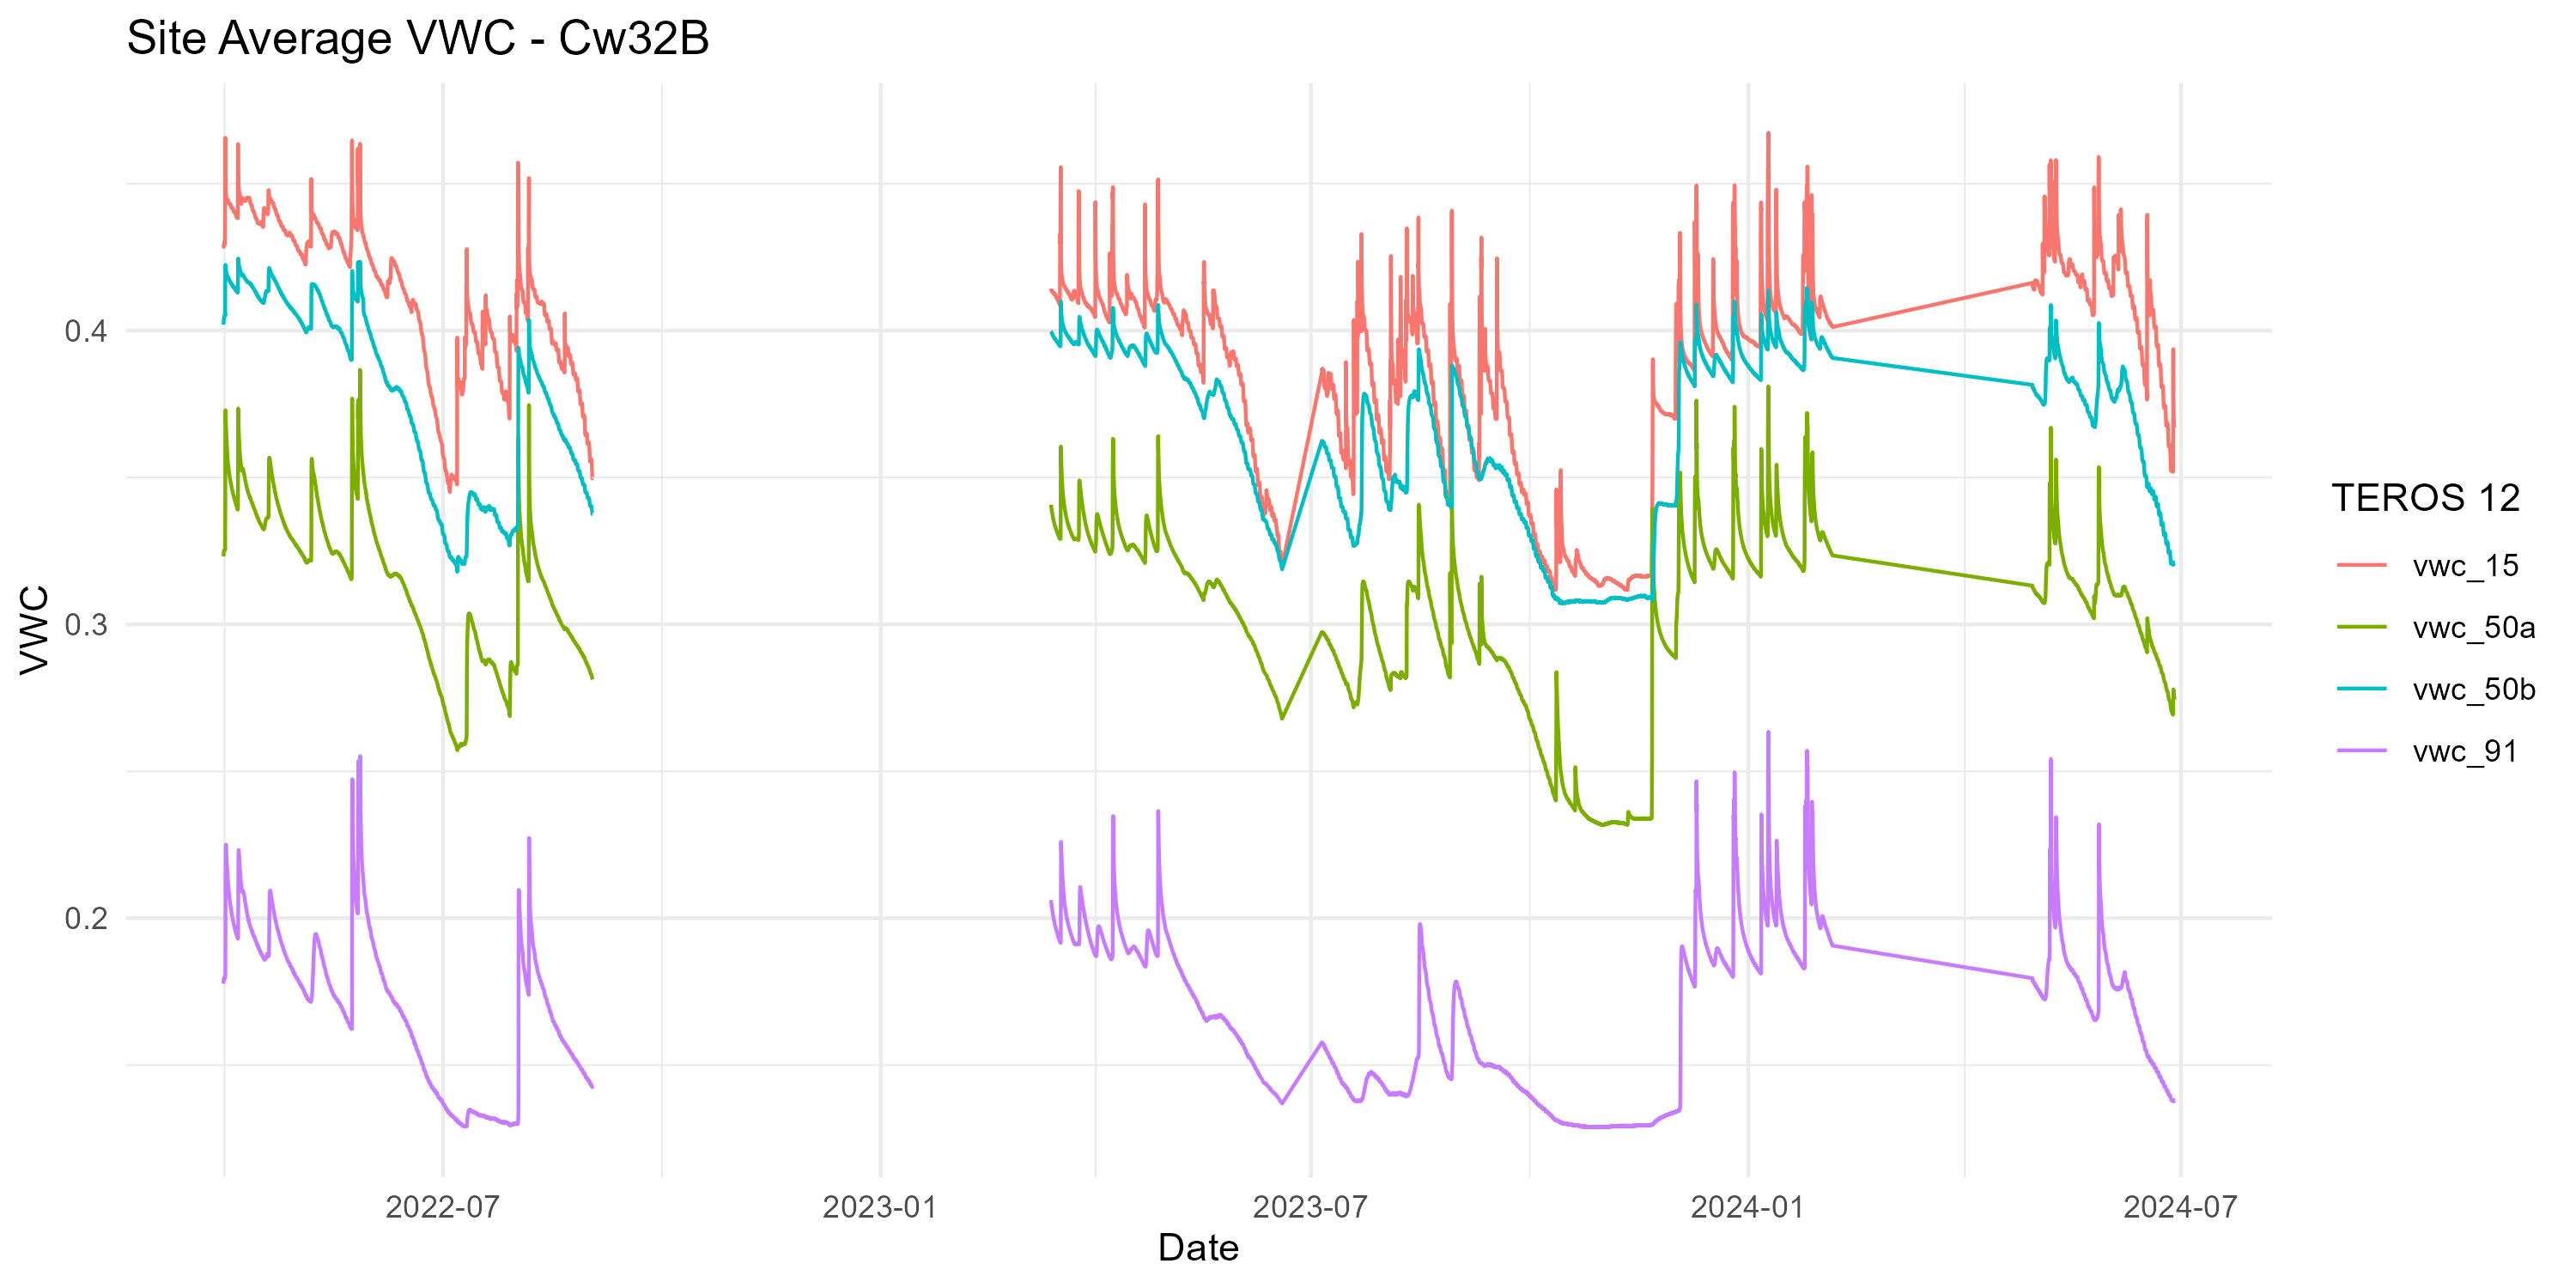 Site Average VWC - Cw32B
VWC
0.4
0.3
0.2
2022-07
2023-01
2023-07
2024-01
2024-07
Date
TEROS 12
vwc_15
vwc_50a
vwc_50b
vwc_91